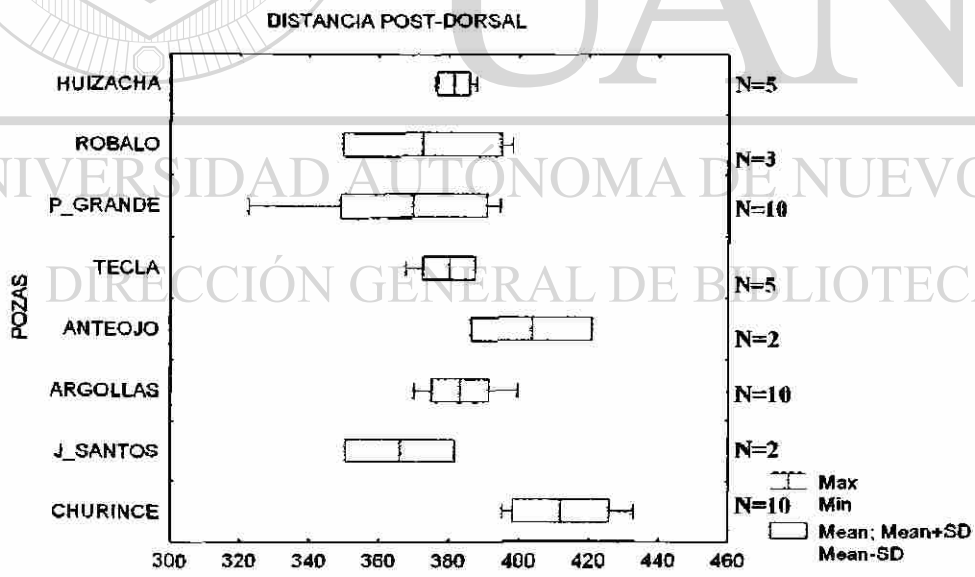 DISTANCIA POST-DORSAL
UAN
HUIZACHA N=5
ROBALO N=3
NIVERSIDAD AUTÓNOMA DE NUEVO
P_GRANDE N=10
TECLA N=5
DIRECCIÓN GENERAL DE BIBLIOTECA
POZAS
ANTEOJO N=2
ARGOLLAS N=10
J_SANTOS N=2
CHURINCE N=10
300 320 340 360 380 400 420 440 460
Max
Min
Mean; Mean+SD
Mean-SD